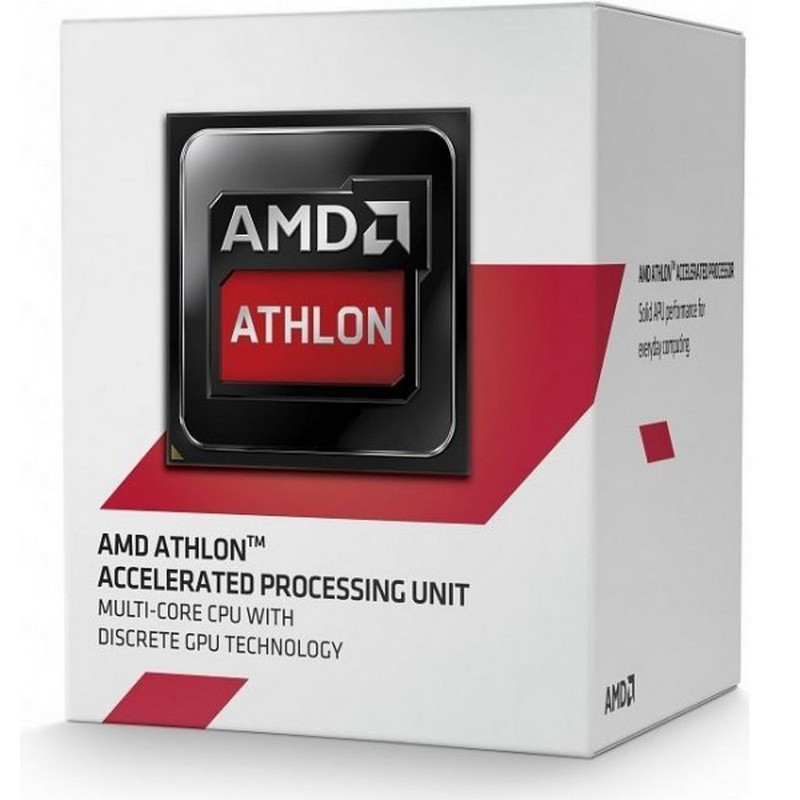 AMD
ATHLON
AMD ATHLON™
ACCELERATED PROCESSING UNIT
MULTI-CORE CPU WITH
DISCRETE GPU TECHNOLOGY
AMD ATHLON™ ACCELERATED PROCESSOR
Solid APU performance for
everyday computing.
AMD